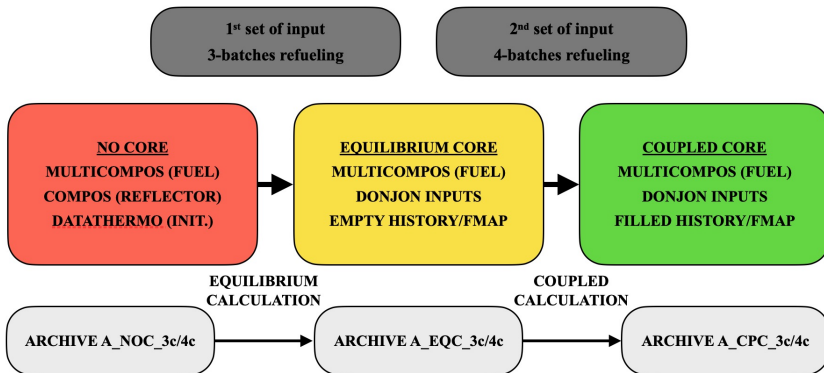 1st set of input
3-batches refueling
2nd set of input
4-batches refueling
NO CORE
MULTICOMPOS (FUEL)
COMPOS (REFLECTOR)
DATATHERMO (INIT.)
EQUILIBRIUM CORE
MULTICOMPOS (FUEL)
DONJON INPUTS
EMPTY HISTORY/FMAP
COUPLED CORE
MULTICOMPOS (FUEL)
DONJON INPUTS
FILLED HISTORY/FMAP
EQUILIBRIUM
CALCULATION
COUPLED
CALCULATION
ARCHIVE A_NOC_3c/4c
ARCHIVE A_EQC_3c/4c
ARCHIVE A_CPC_3c/4c